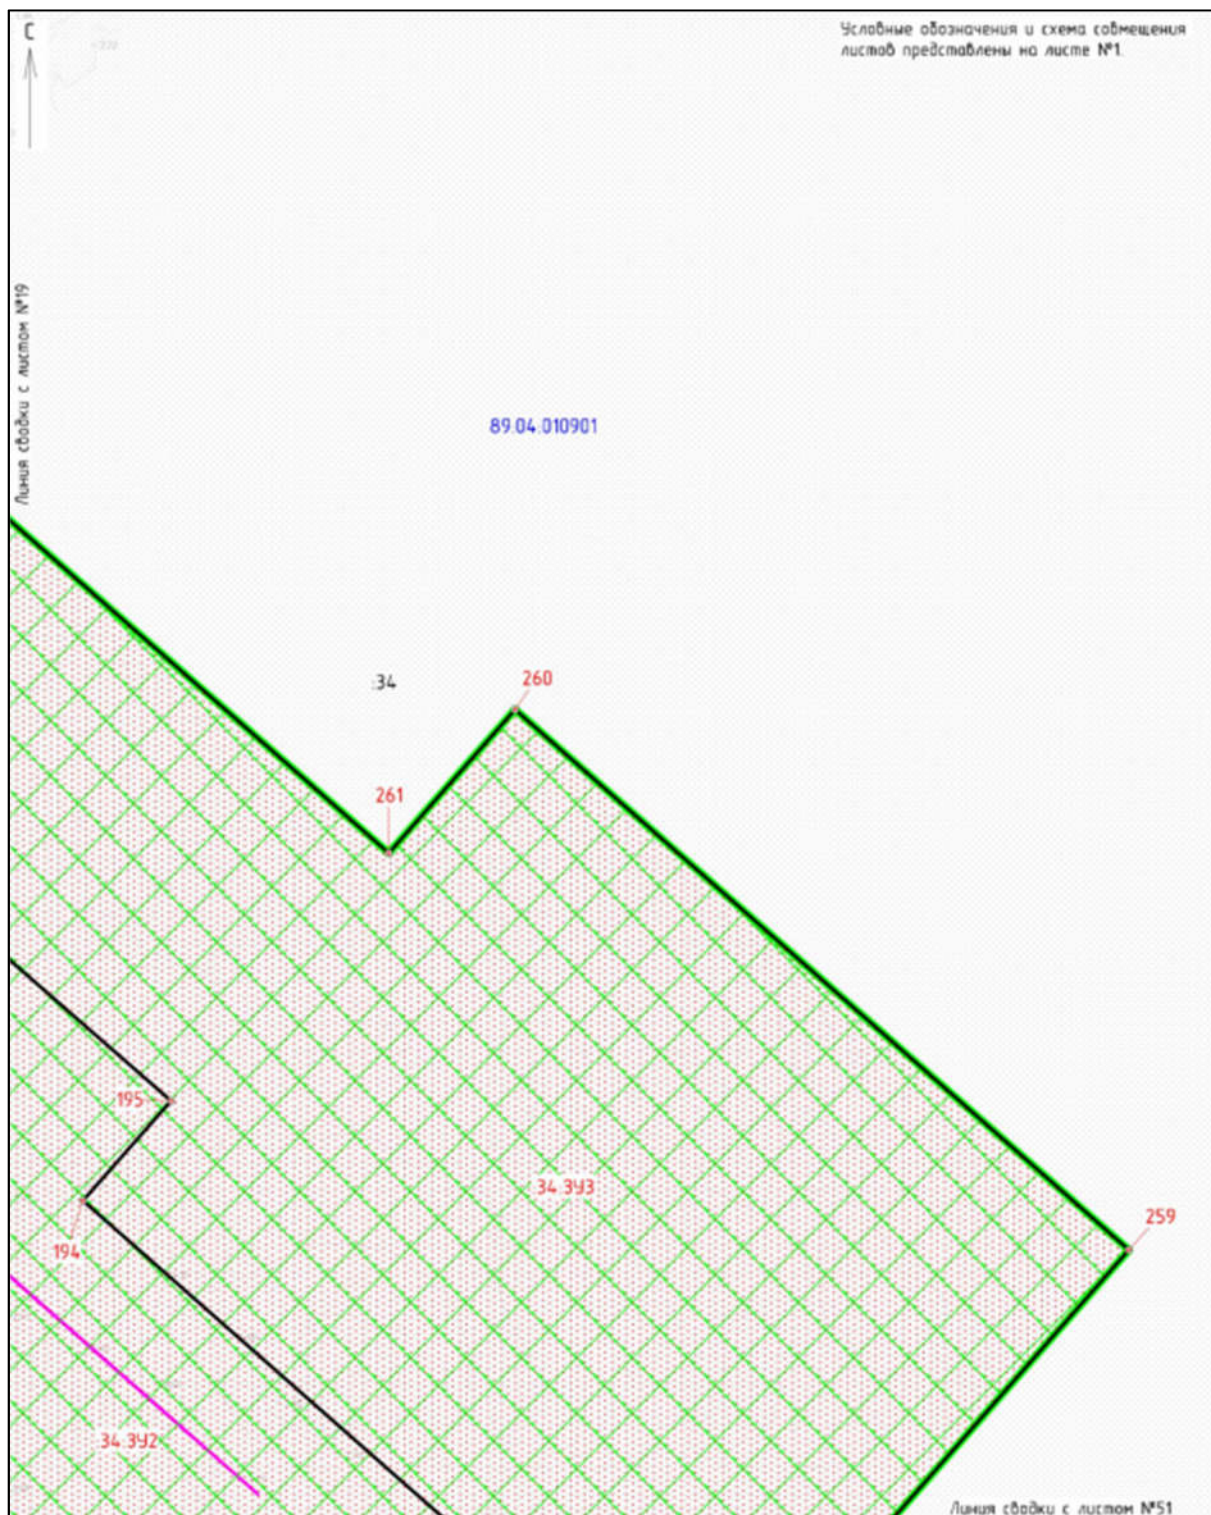 С
Условные обозначения и схема совмещения
листов представлены на листе №1.
Линия сводки с листом №19
89:04:010901
:34
260
261
195
34:ЗУ3
259
194
34:ЗУ2
Линия сводки с листом №51